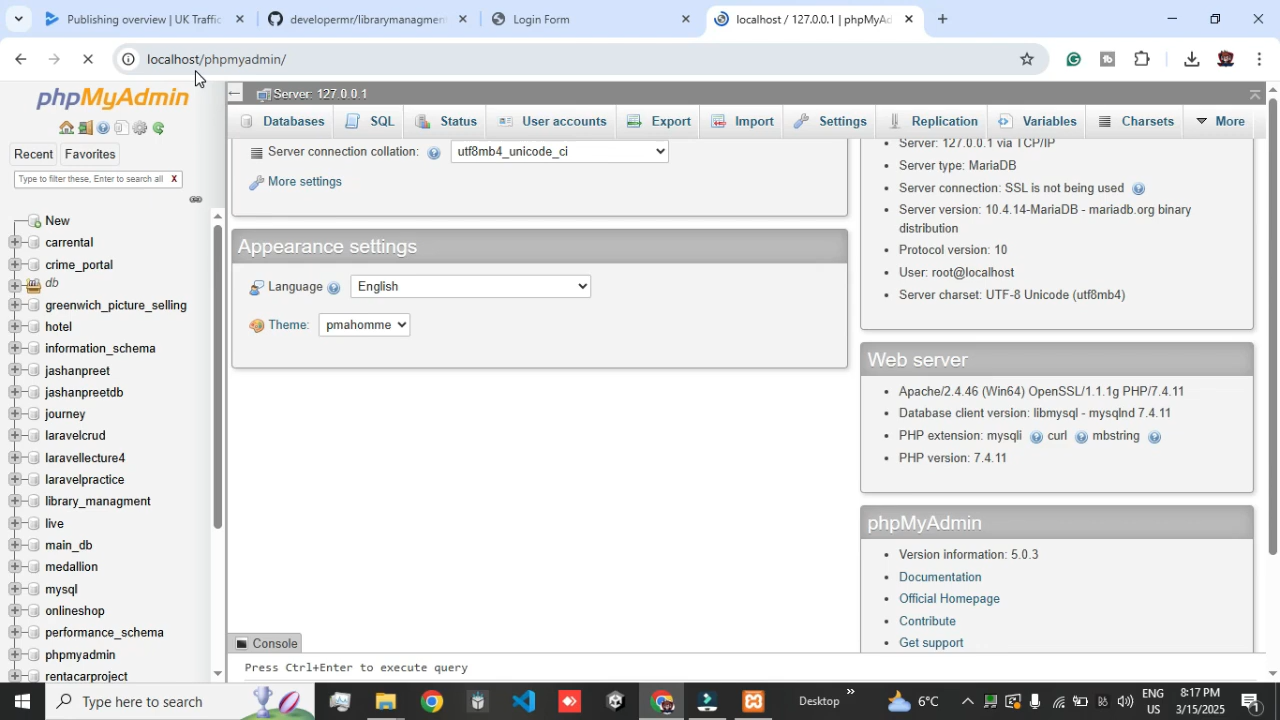 Publishing overview | UK Traffic
developermr/librarymanagment
Login Form
localhost / 127.0.0.1 | phpMyAd
localhost/phpmyadmin/
phpMyAdmin
Recent
Favorites
Type to filter these, Enter to search all
X
New
carrental
crime_portal
db
greenwich_picture_selling
hotel
information_schema
jashanpreet
jashanpreetdb
journey
laravelcrud
laravellecture4
laravelpractice
library_managment
live
main_db
medallion
mysql
onlineshop
performance_schema
phpmyadmin
rentacarproject
Server: 127.0.0.1
Databases
SQL
Status
User accounts
Export
Import
Settings
Replication
Variables
Charsets
More
Server connection collation:
utf8mb4_unicode_ci
More settings
Appearance settings
Language
English
Theme:
pmahomme
Server: 127.0.0.1 via TCP/IP
Server type: MariaDB
Server connection: SSL is not being used
Server version: 10.4.14-MariaDB - mariadb.org binary
distribution
Protocol version: 10
User: root@localhost
Server charset: UTF-8 Unicode (utf8mb4)
Web server
Apache/2.4.46 (Win64) OpenSSL/1.1.1g PHP/7.4.11
Database client version: libmysql - mysqlnd 7.4.11
PHP extension: mysqli curl mbstring
PHP version: 7.4.11
phpMyAdmin
Version information: 5.0.3
Documentation
Official Homepage
Contribute
Get support
Console
Press Ctrl+Enter to execute query
Type here to search
Desktop
6°C
ENG
US
8:17 PM
3/15/2025
1